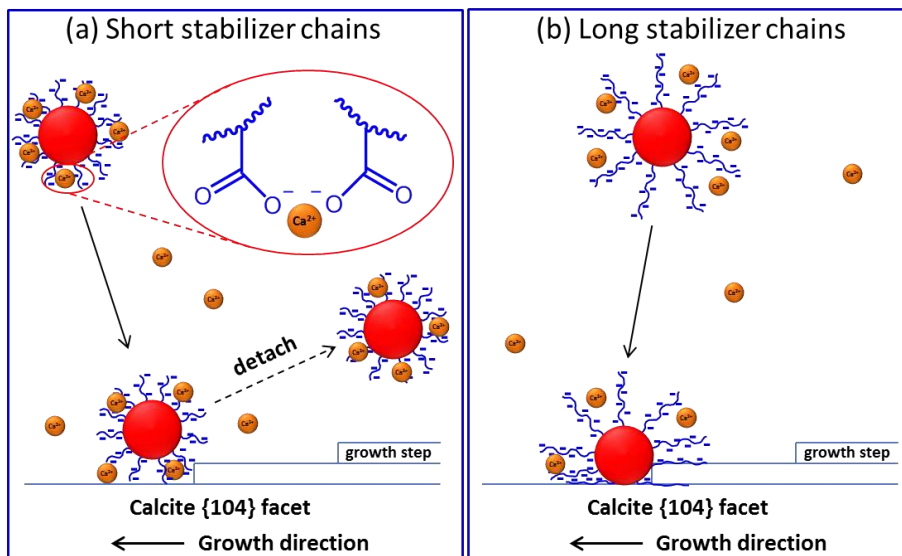 (a) Short stabilizer chains
Ca²⁺
Ca²⁺
Ca²⁺
Ca²⁺
Ca²⁺
Ca²⁺
O
O
−
−
O
O
Ca²⁺
Ca²⁺
Ca²⁺
detach
Ca²⁺
Ca²⁺
Ca²⁺
Ca²⁺
Ca²⁺
Ca²⁺
Ca²⁺
Ca²⁺
Ca²⁺
Ca²⁺
growth step
Calcite {104} facet
Growth direction
(b) Long stabilizer chains
Ca²⁺
Ca²⁺
Ca²⁺
Ca²⁺
Ca²⁺
Ca²⁺
Ca²⁺
Ca²⁺
Ca²⁺
Ca²⁺
Ca²⁺
growth step
Calcite {104} facet
Growth direction